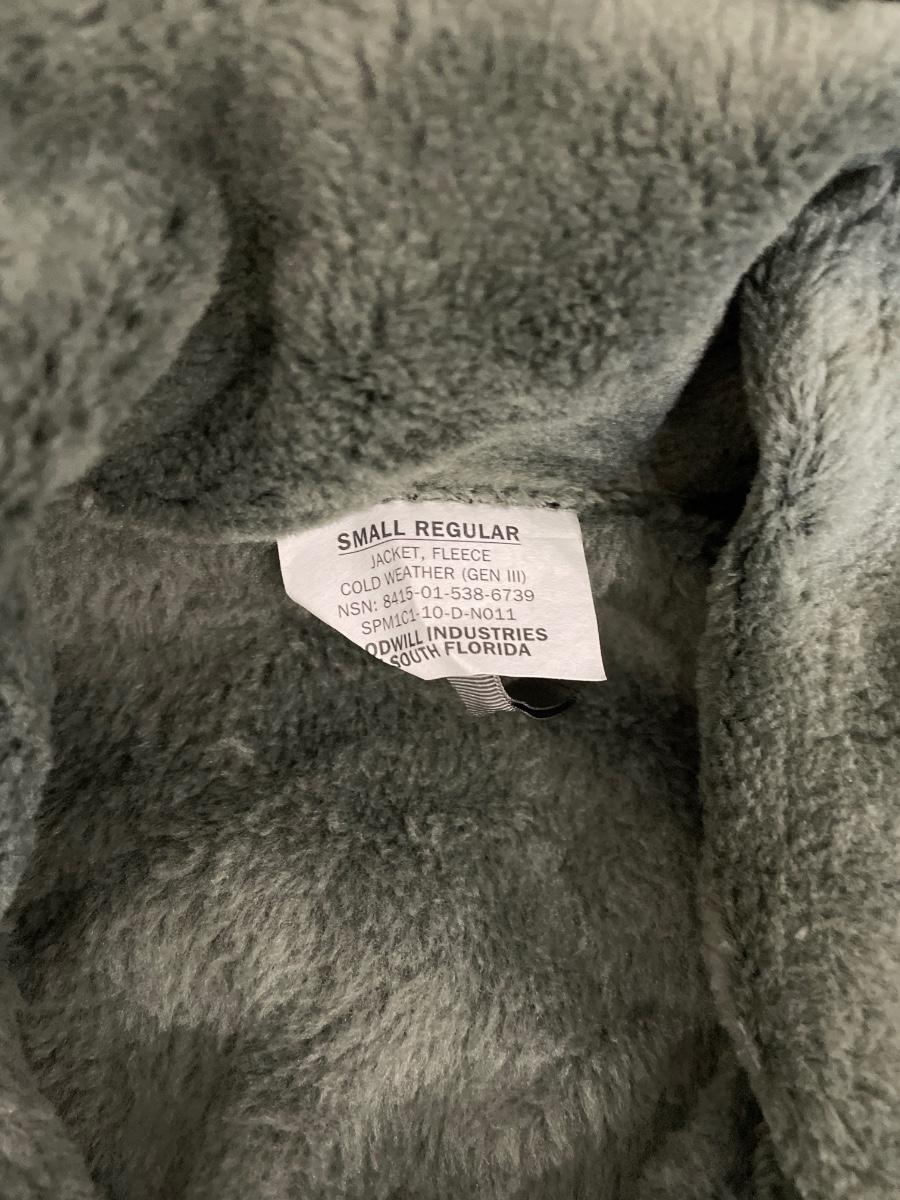 SMALL REGULAR
JACKET, FLEECE
COLD WEATHER (GEN III)
NSN: 8415-01-538-6739
SPM1C1-10-D-N011
ODWILL INDUSTRIES
SOUTH FLORIDA